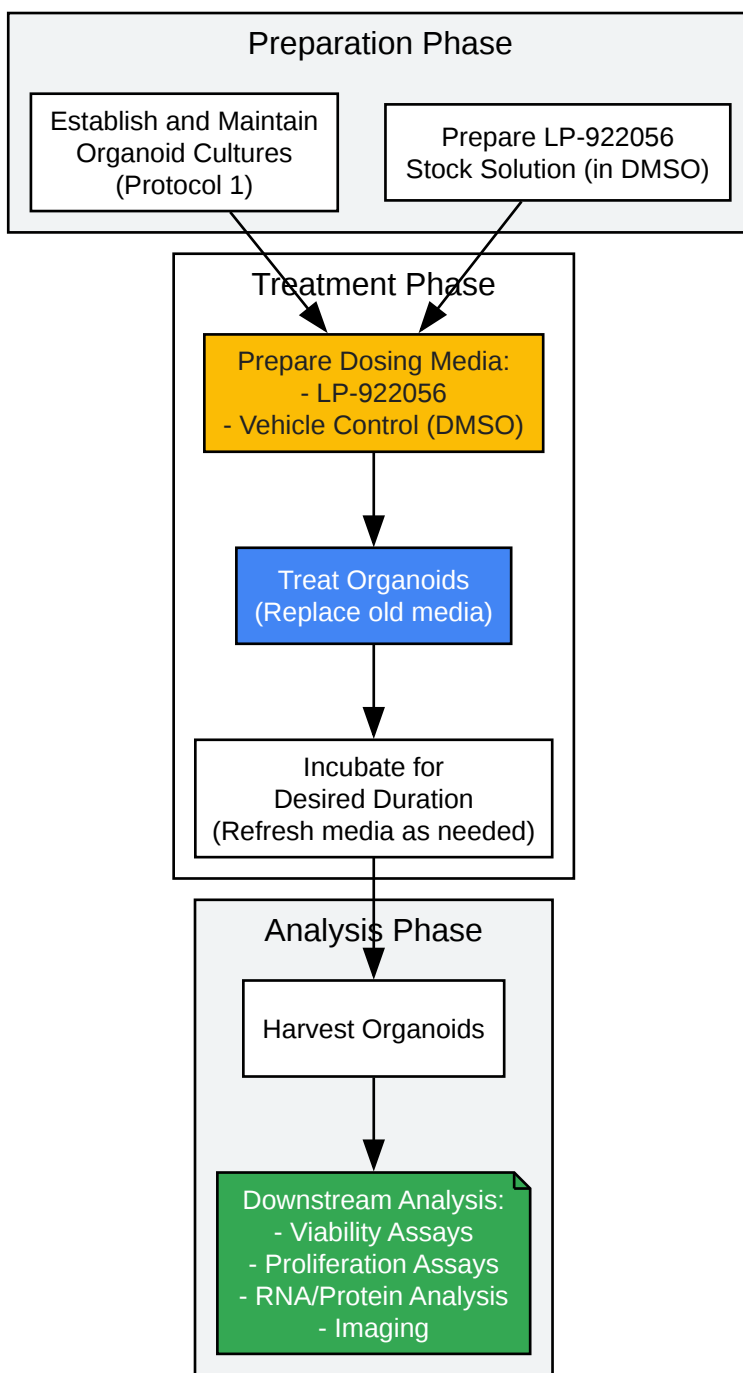 Preparation Phase
Establish and Maintain
Organoid Cultures
(Protocol 1)
Prepare LP-922056
Stock Solution (in DMSO)
Treatment Phase
Prepare Dosing Media:
- LP-922056
- Vehicle Control (DMSO)
Treat Organoids
(Replace old media)
Incubate for
Desired Duration
(Refresh media as needed)
Analysis Phase
Harvest Organoids
Downstream Analysis:
- Viability Assays
- Proliferation Assays
- RNA/Protein Analysis
- Imaging